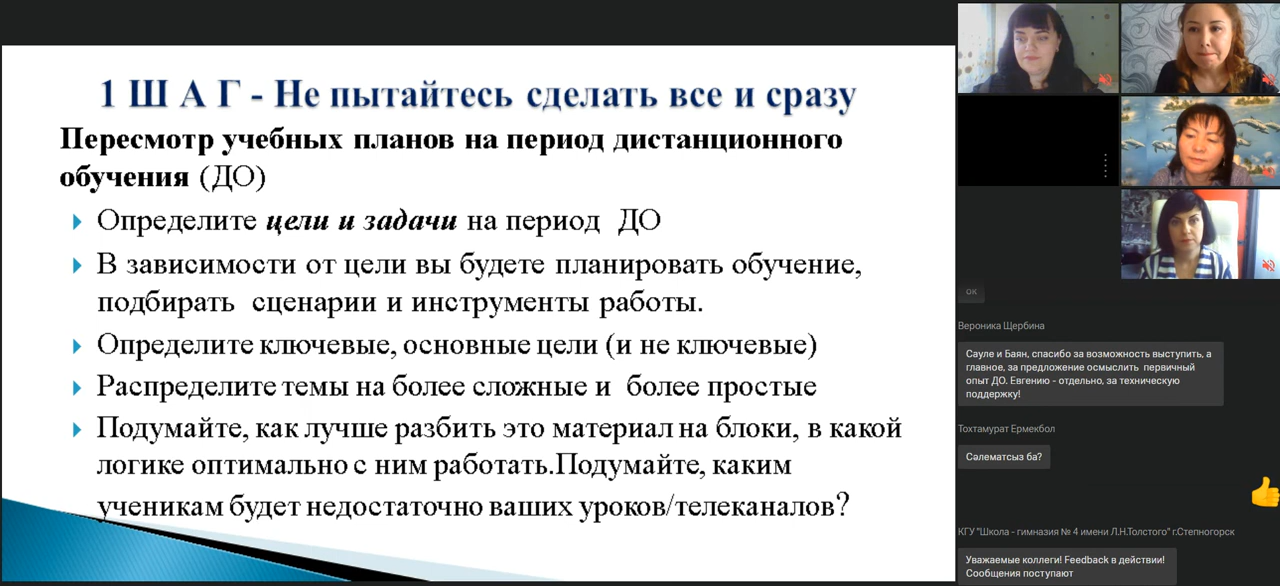 1 Ш А Г - Не пытайтесь сделать все и сразу
Пересмотр учебных планов на период дистанционного
обучения (ДО)
Определите цели и задачи на период ДО
В зависимости от цели вы будете планировать обучение,
подбирать сценарии и инструменты работы.
Определите ключевые, основные цели (и не ключевые)
Распределите темы на более сложные и более простые
Подумайте, как лучше разбить это материал на блоки, в какой
логике оптимально с ним работать.Подумайте, каким
ученикам будет недостаточно ваших уроков/телеканалов?
ок
Вероника Щербина
Сауле и Баян, спасибо за возможность выступить, а
главное, за предложение осмыслить первичный
опыт ДО. Евгению - отдельно, за техническую
поддержку!
Тохтамурат Ермекбол
Сәлематсыз ба?
КГУ "Школа - гимназия № 4 имени Л.Н.Толстого" г.Степногорск
Уважаемые коллеги! Feedback в действии!
Сообщения поступают